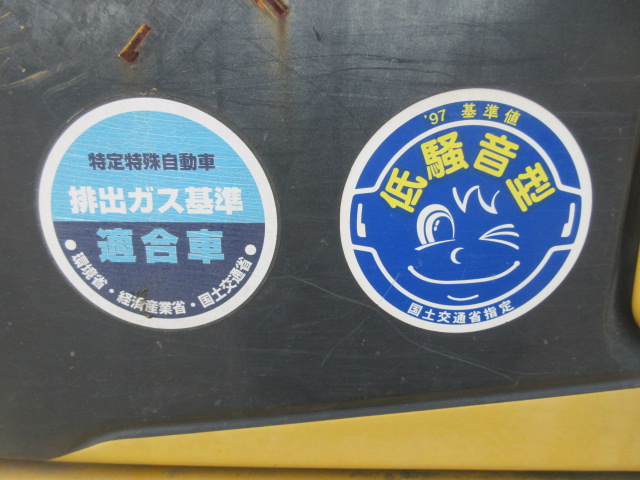 特定特殊自動車
排出ガス基準
適合車
・環境省・経済産業省・国土交通省・
'97 基準値
低騒音型
国土交通省指定